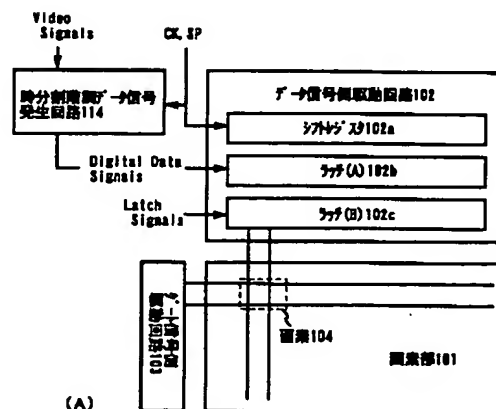 Video
Signals
CK, SP
時分割階調データ信号
発生回路114
データ信号側駆動回路102
シフトレジスタ102a
Digital Data
Signals
ラッチ(A)102b
Latch
Signals
ラッチ(B)102c
ゲート信号側
駆動回路103
画素104
画素部101
(A)